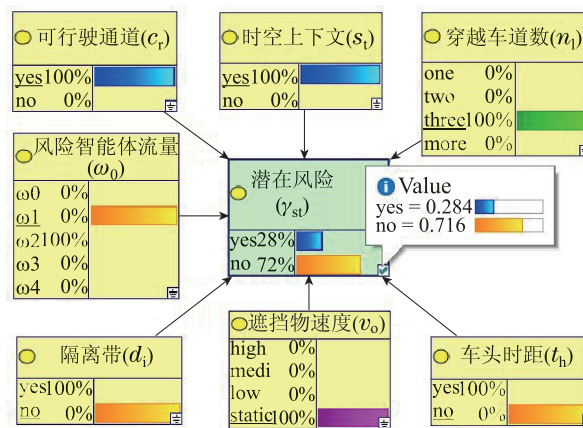 可行驶通道(cr)
yes100%
no 0%
时空上下文(st)
yes100%
no 0%
穿越车道数(nl)
one 0%
two 0%
three100%
more 0%
风险智能体流量
(ω0)
ω0 0%
ω1 0%
ω2100%
ω3 0%
ω4 0%
潜在风险
(γst)
yes28%
no 72%
Value
yes = 0.284
no = 0.716
隔离带(di)
yes100%
no 0%
遮挡物速度(vo)
high 0%
medi 0%
low 0%
static100%
车头时距(th)
yes100%
no 0%